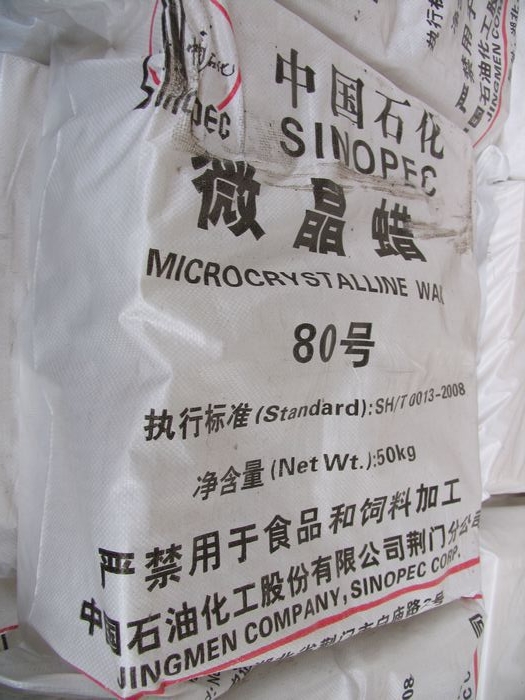 SINOPEC
中国石化
SINOPEC
微晶蜡
MICROCRYSTALLINE WAX
80号
执行标准(Standard):SH/T0013-2008
净含量(Net Wt.):50kg
严禁用于食品和饲料加工
中国石油化工股份有限公司荆门分公司
JINGMEN COMPANY, SINOPEC CORP.